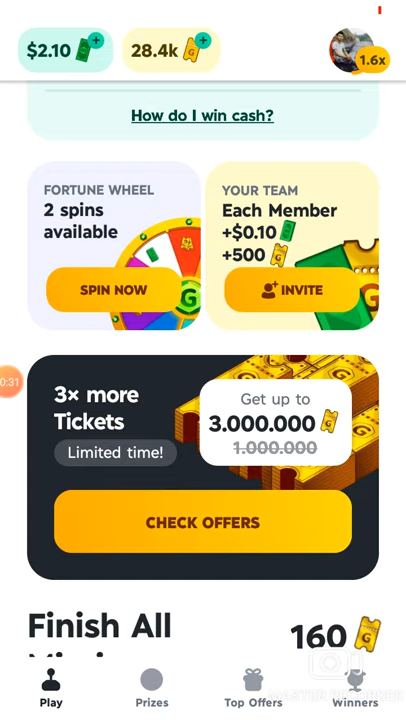 $2.10
28.4k
1.6x
How do I win cash?
FORTUNE WHEEL
2 spins
available
SPIN NOW
YOUR TEAM
Each Member
+$0.10
+500
INVITE
0:31
3× more
Tickets
Limited time!
Get up to
3.000.000
1.000.000
CHECK OFFERS
Finish All
160
Play
Prizes
Top Offers
Winners